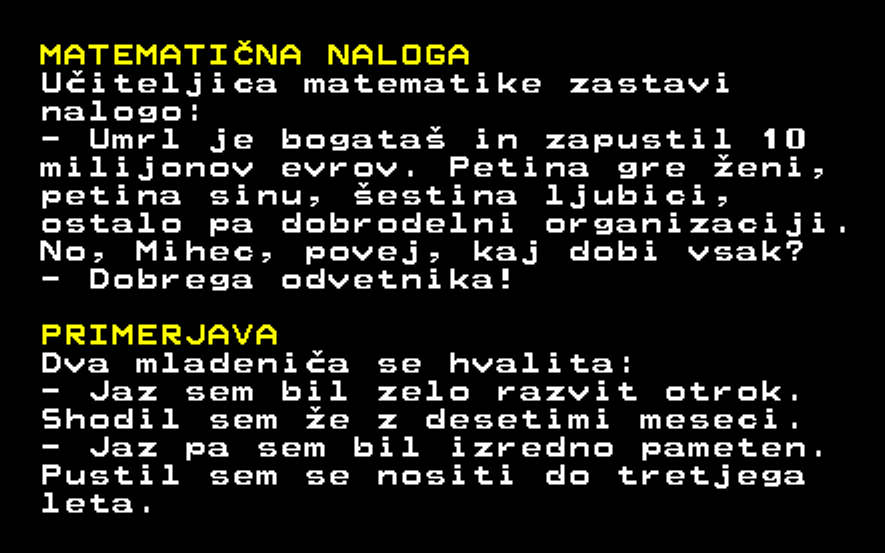 MATEMATIČNA NALOGA
Učiteljica matematike zastavi
nalogo:
- Umrl je bogataš in zapustil 10
milijonov evrov. Petina gre ženi,
petina sinu, šestina ljubici,
ostalo pa dobrodelni organizaciji.
No, Mihec, povej, kaj dobi vsak?
- Dobrega odvetnika!
PRIMERJAVA
Dva mladeniča se hvalita:
- Jaz sem bil zelo razvit otrok.
Shodil sem že z desetimi meseci.
- Jaz pa sem bil izredno pameten.
Pustil sem se nositi do tretjega
leta.